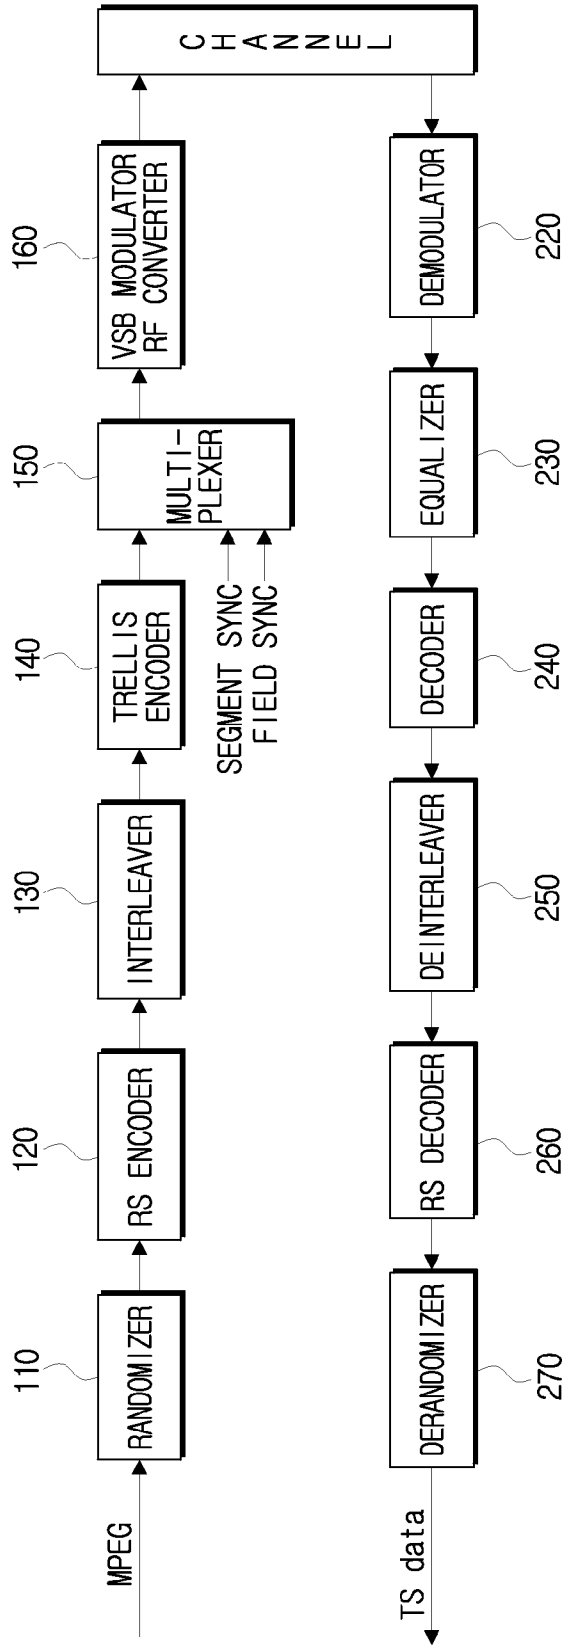 110
120
130
140
150
160
MPEG
RANDOMIZER
RS ENCODER
INTERLEAVER
TRELLIS
ENCODER
MULTI-
PLEXER
VSB MODULATOR
RF CONVERTER
SEGMENT SYNC
FIELD SYNC
CHANNEL
TS data
DERANDOMIZER
RS DECODER
DEINTERLEAVER
DECODER
EQUALIZER
DEMODULATOR
270
260
250
240
230
220